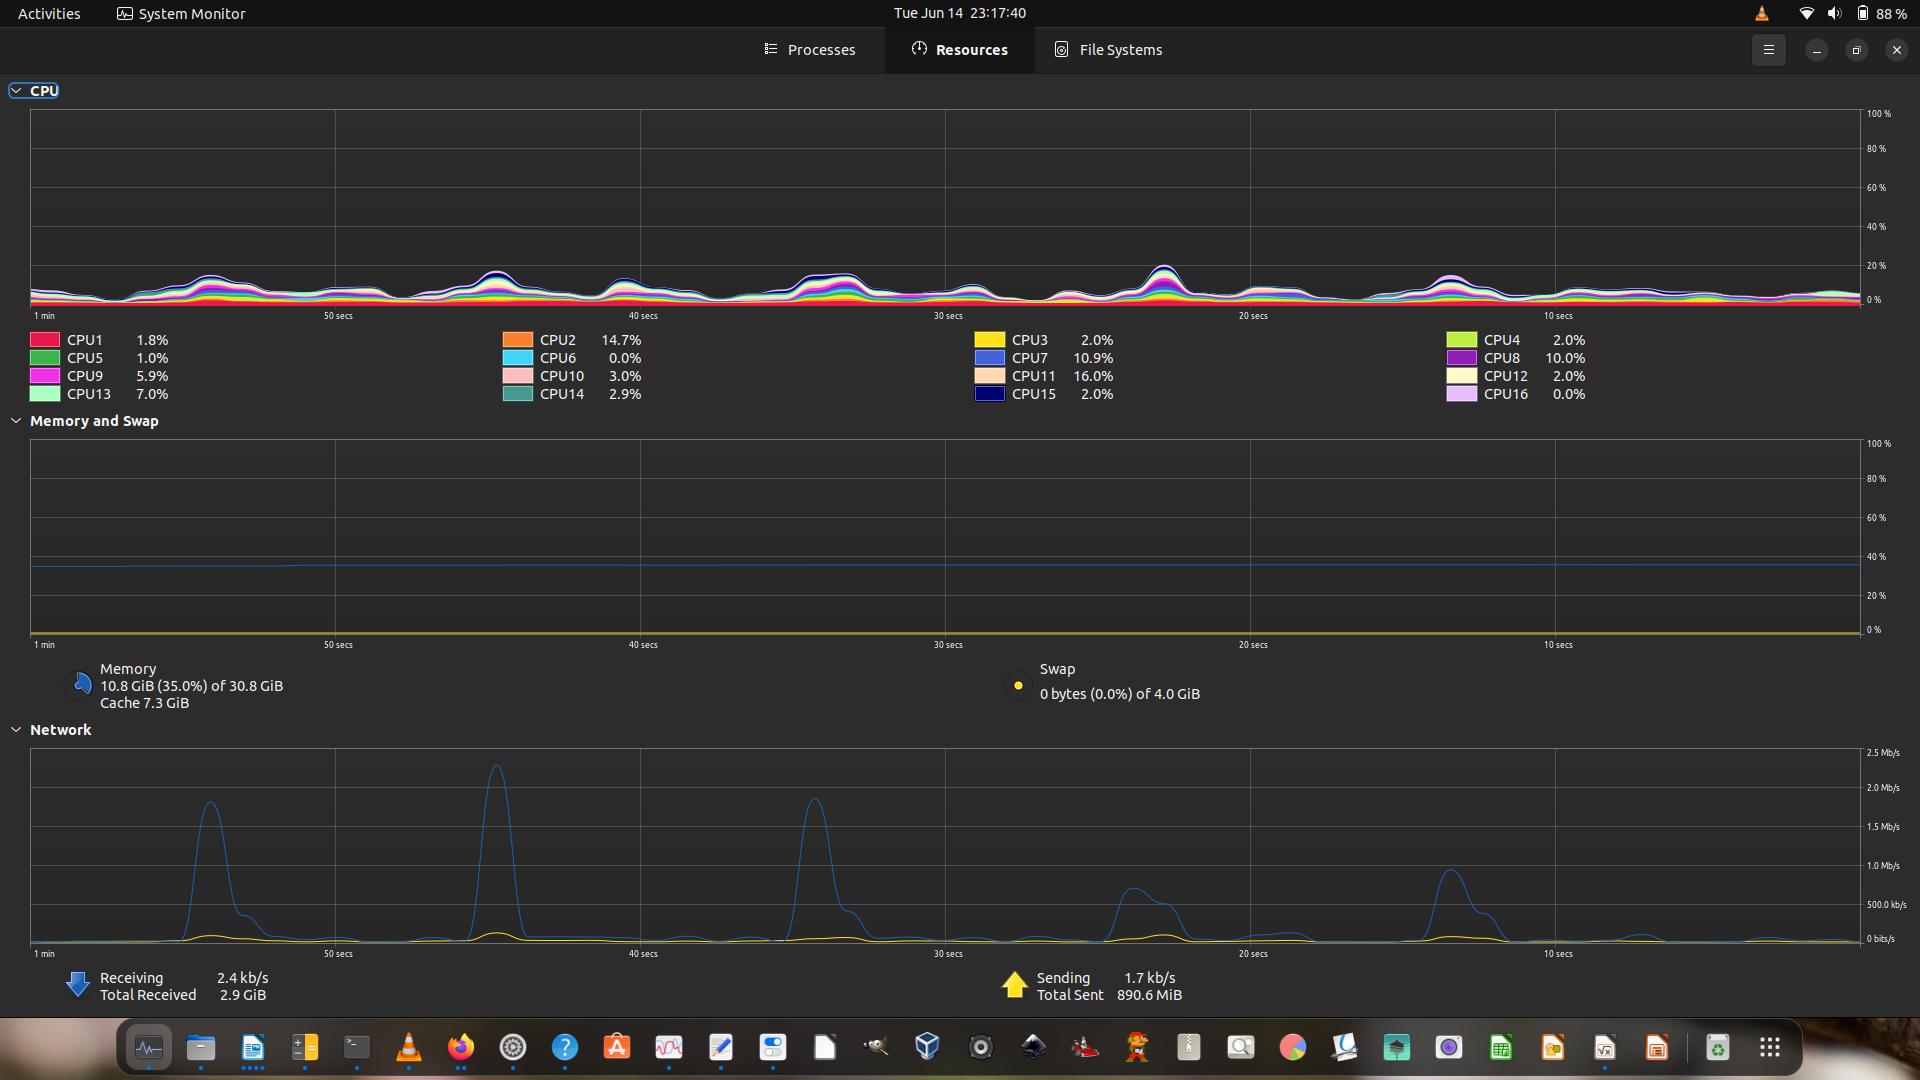 Activities System Monitor Tue Jun 14 23:17:40 88 %
Processes Resources File Systems
CPU
100 %
80 %
60 %
40 %
20 %
0 %
1 min 50 secs 40 secs 30 secs 20 secs 10 secs
CPU1 1.8% CPU2 14.7% CPU3 2.0% CPU4 2.0%
CPU5 1.0% CPU6 0.0% CPU7 10.9% CPU8 10.0%
CPU9 5.9% CPU10 3.0% CPU11 16.0% CPU12 2.0%
CPU13 7.0% CPU14 2.9% CPU15 2.0% CPU16 0.0%
Memory and Swap
100 %
80 %
60 %
40 %
20 %
0 %
1 min 50 secs 40 secs 30 secs 20 secs 10 secs
Memory Swap
10.8 GiB (35.0%) of 30.8 GiB 0 bytes (0.0%) of 4.0 GiB
Cache 7.3 GiB
Network
2.5 Mb/s
2.0 Mb/s
1.5 Mb/s
1.0 Mb/s
500.0 kb/s
0 bits/s
1 min 50 secs 40 secs 30 secs 20 secs 10 secs
Receiving 2.4 kb/s Sending 1.7 kb/s
Total Received 2.9 GiB Total Sent 890.6 MiB